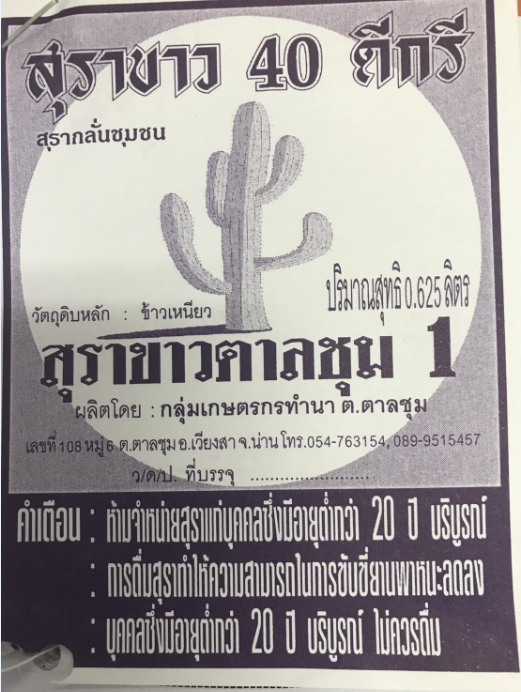 สุราขาว 40 ดีกรี
สุรากลั่นชุมชน
ปริมาณสุทธิ 0.625 ลิตร
วัตถุดิบหลัก : ข้าวเหนียว
สุราขาวตาลชุม 1
ผลิตโดย : กลุ่มเกษตรกรทำนา ต.ตาลชุม
เลขที่ 108 หมู่ 6 ต.ตาลชุม อ.เวียงสา จ.น่าน โทร.054-763154, 089-9515457
ว/ด/ป. ที่บรรจุ ........................
คำเตือน : ห้ามจำหน่ายสุราแก่บุคคลซึ่งมีอายุต่ำกว่า 20 ปี บริบูรณ์
: การดื่มสุราทำให้ความสามารถในการขับขี่ยานพาหนะลดลง
: บุคคลซึ่งมีอายุต่ำกว่า 20 ปี บริบูรณ์ ไม่ควรดื่ม